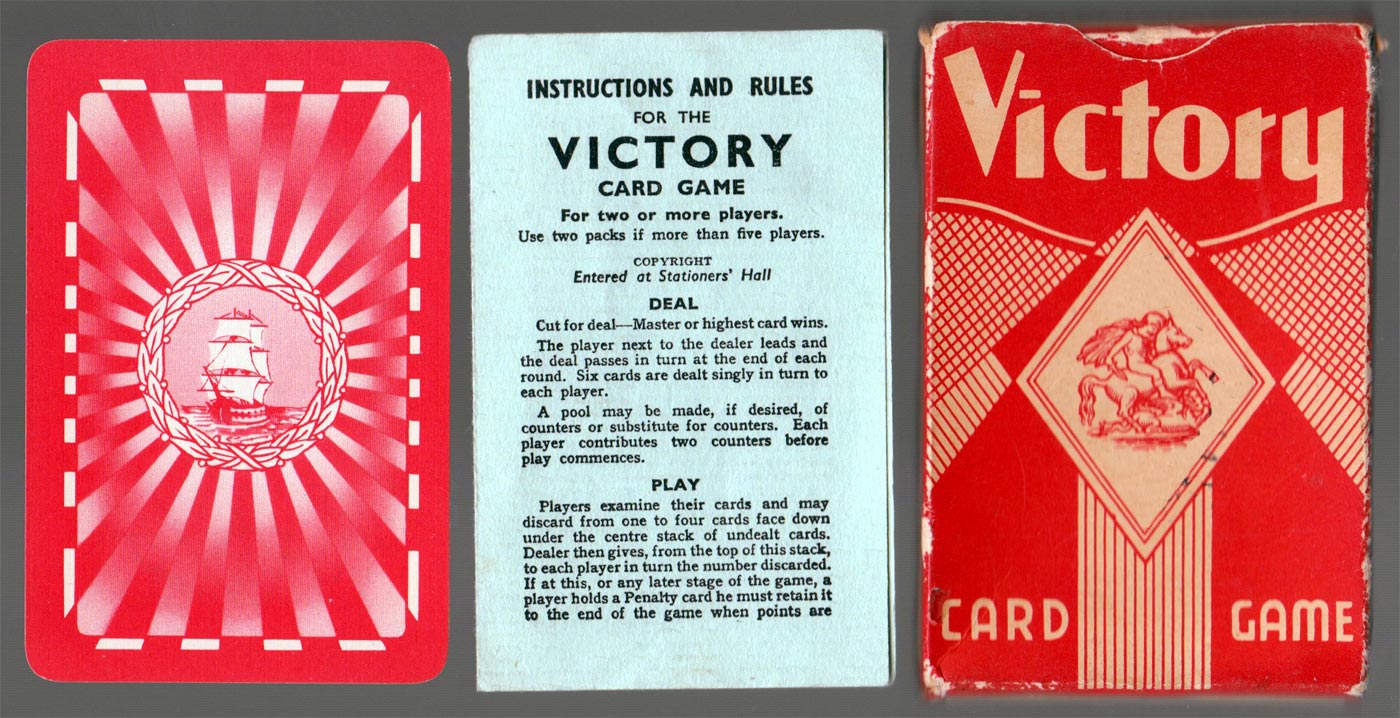 INSTRUCTIONS AND RULES
FOR THE
VICTORY
CARD GAME
For two or more players.
Use two packs if more than five players.
COPYRIGHT
Entered at Stationers' Hall
DEAL
Cut for deal—Master or highest card wins.
The player next to the dealer leads and
the deal passes in turn at the end of each
round. Six cards are dealt singly in turn to
each player.
A pool may be made, if desired, of
counters or substitute for counters. Each
player contributes two counters before
play commences.
PLAY
Players examine their cards and may
discard from one to four cards face down
under the centre stack of undealt cards.
Dealer then gives, from the top of this stack,
to each player in turn the number discarded.
If at this, or any later stage of the game, a
player holds a Penalty card he must retain it
to the end of the game when points are
Victory
CARD GAME